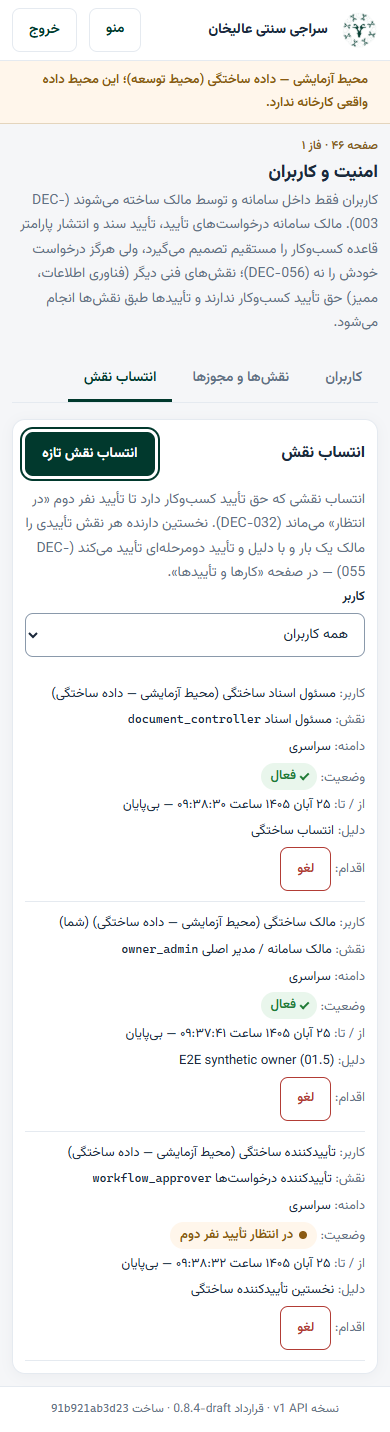 سراجی سنتی عالیخان
منو
خروج
محیط آزمایشی — داده ساختگی (محیط توسعه)؛ این محیط داده
واقعی کارخانه ندارد.
صفحه ۴۶ · فاز ۱
امنیت و کاربران
کاربران فقط داخل سامانه و توسط مالک ساخته می‌شوند (DEC-
003). مالک سامانه درخواست‌های تأیید، تأیید سند و انتشار پارامتر
قاعده کسب‌وکار را مستقیم تصمیم می‌گیرد، ولی هرگز درخواست
خودش را نه (DEC-056)؛ نقش‌های فنی دیگر (فناوری اطلاعات،
ممیز) حق تأیید کسب‌وکار ندارند و تأییدها طبق نقش‌ها انجام
می‌شود.
کاربران
نقش‌ها و مجوزها
انتساب نقش
انتساب نقش
انتساب نقش تازه
انتساب نقشی که حق تأیید کسب‌وکار دارد تا تأیید نفر دوم «در
انتظار» می‌ماند (DEC-032). نخستین دارنده هر نقش تأییدی را
مالک یک بار و با دلیل و تأیید دومرحله‌ای تأیید می‌کند (DEC-
055) — در صفحه «کارها و تأییدها».
کاربر
همه کاربران
کاربر: مسئول اسناد ساختگی (محیط آزمایشی — داده ساختگی)
نقش: مسئول اسناد document_controller
دامنه: سراسری
وضعیت: ✓ فعال
از / تا: ۲۵ آبان ۱۴۰۵ ساعت ۰۹:۳۸:۳۰ — بی‌پایان
دلیل: انتساب ساختگی
اقدام: لغو
کاربر: مالک ساختگی (محیط آزمایشی — داده ساختگی) (شما)
نقش: مالک سامانه / مدیر اصلی owner_admin
دامنه: سراسری
وضعیت: ✓ فعال
از / تا: ۲۵ آبان ۱۴۰۵ ساعت ۰۹:۳۷:۴۱ — بی‌پایان
دلیل: E2E synthetic owner (01.5)
اقدام: لغو
کاربر: تأییدکننده ساختگی (محیط آزمایشی — داده ساختگی)
نقش: تأییدکننده درخواست‌ها workflow_approver
دامنه: سراسری
وضعیت: ● در انتظار تأیید نفر دوم
از / تا: ۲۵ آبان ۱۴۰۵ ساعت ۰۹:۳۸:۳۲ — بی‌پایان
دلیل: نخستین تأییدکننده ساختگی
اقدام: لغو
نسخه v1 API · قرارداد 0.8.4-draft · ساخت 91b921ab3d23